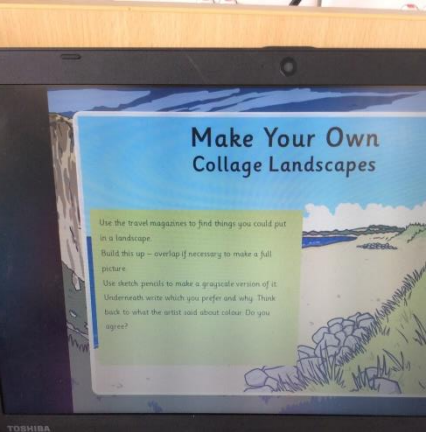 Make Your Own
Collage Landscapes
Use the travel magazines to find things you could put
in a landscape.
Build this up – overlap if necessary to make a full
picture.
Use sketch pencils to make a grayscale version of it.
Underneath write which you prefer and why. Think
back to what the artist said about colour. Do you
agree?
TOSHIBA